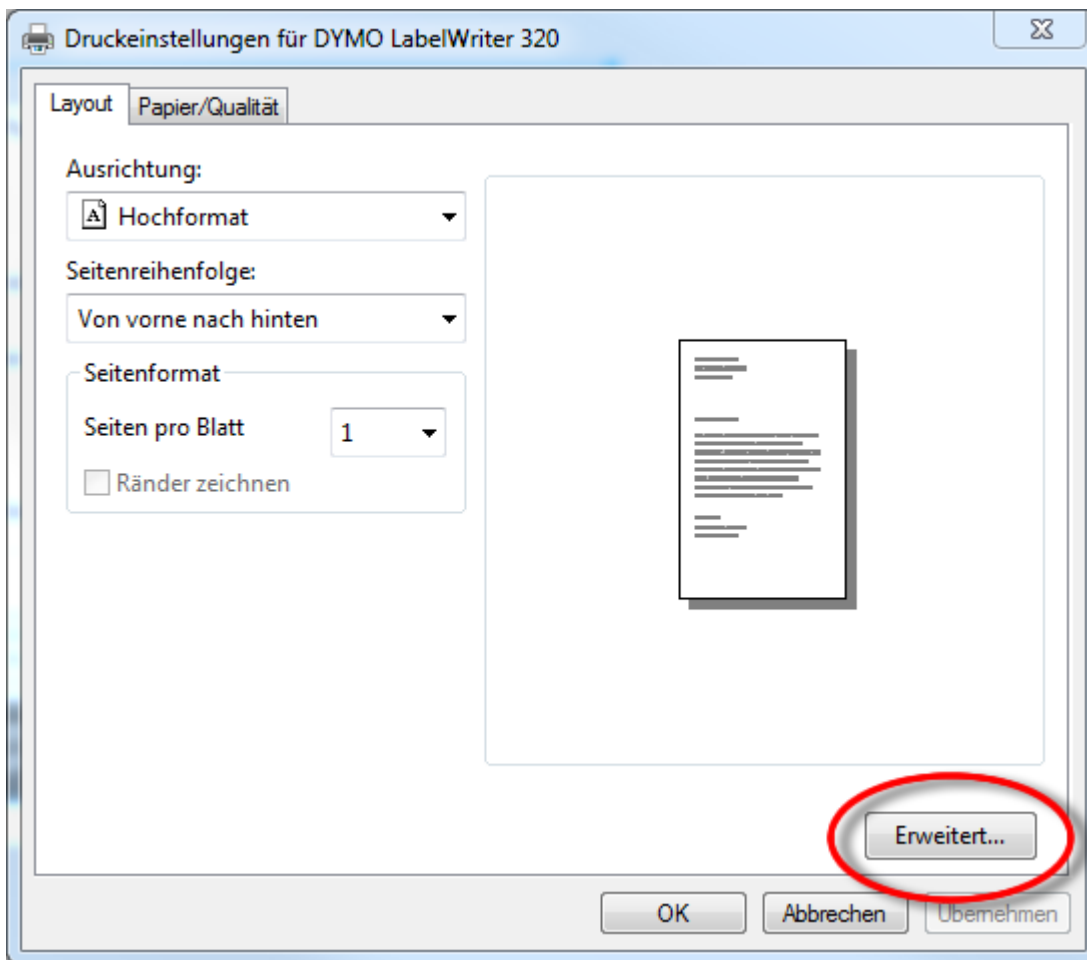 Druckeinstellungen für DYMO LabelWriter 320
Layout
Papier/Qualität
Ausrichtung:
Hochformat
Seitenreihenfolge:
Von vorne nach hinten
Seitenformat
Seiten pro Blatt
1
Ränder zeichnen
Erweitert...
OK
Abbrechen
Übernehmen